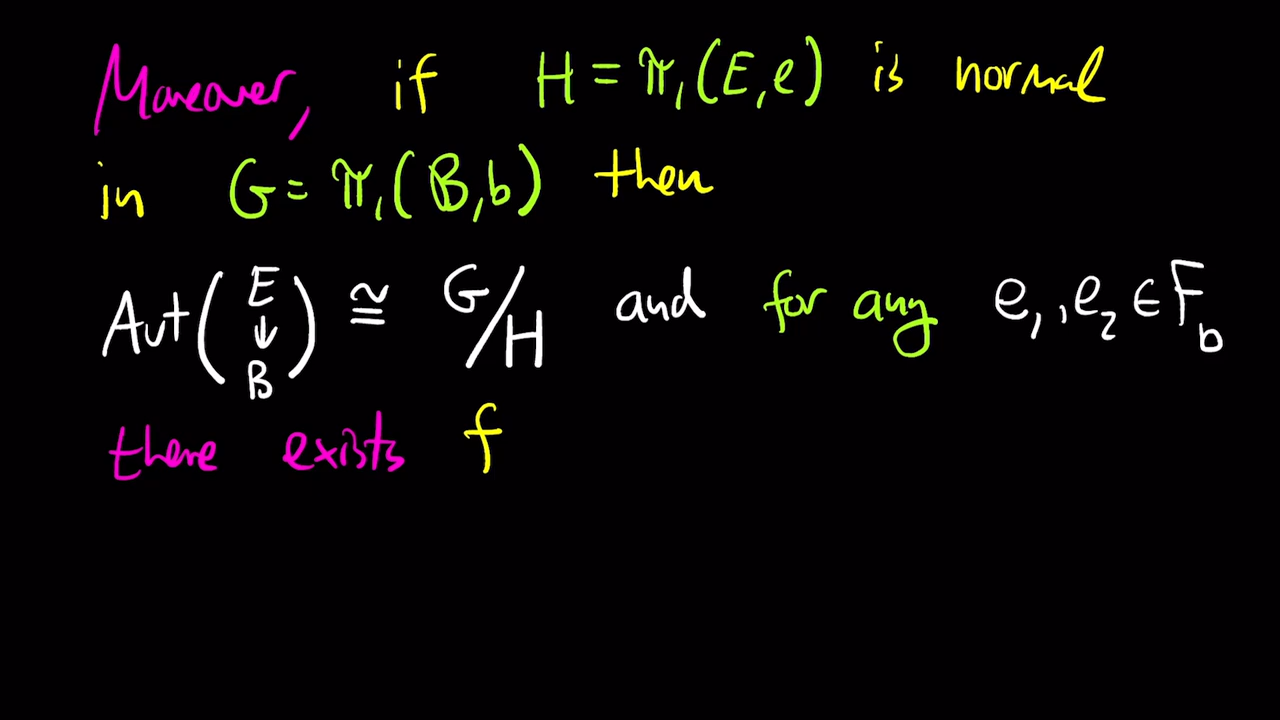 Moreover, if H = π₁(E,e) is normal
in G = π₁(B,b) then
Aut(E ↓ B) ≅ G/H and for any e₁, e₂ ∈ F_b
there exists f